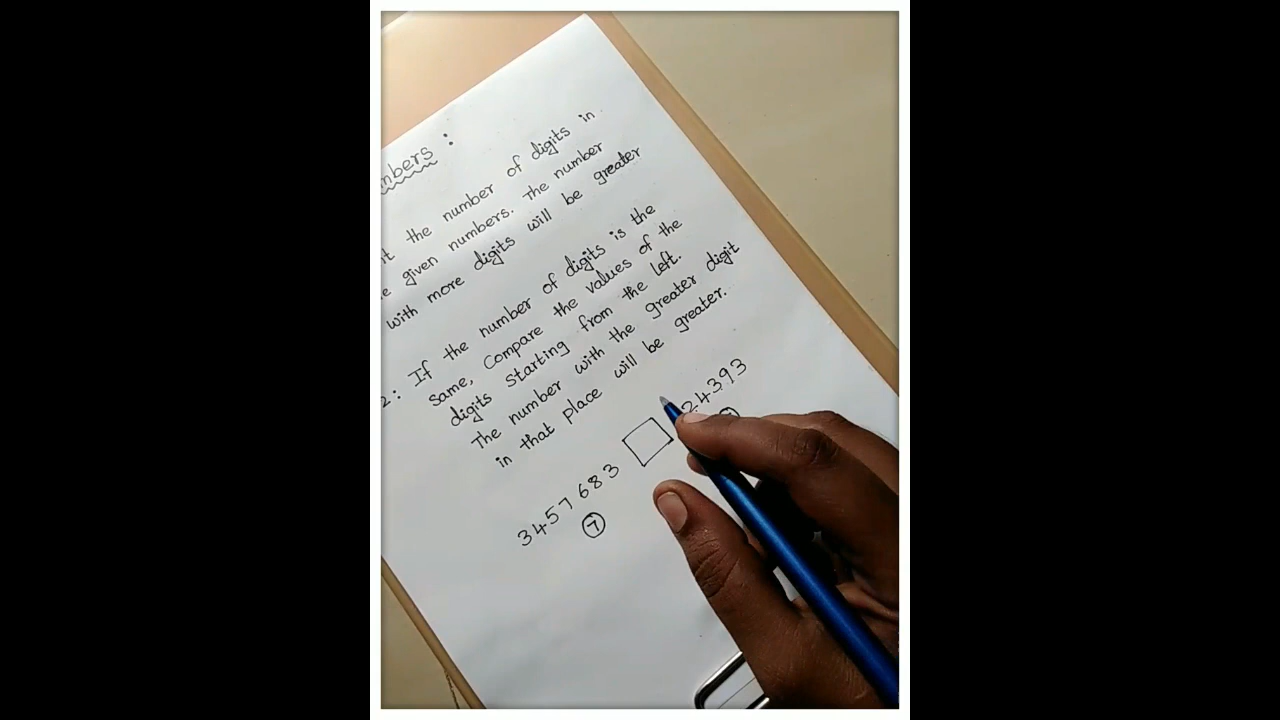 mbers :
the number of digits in
given numbers. The number
with more digits will be greater
2 : If the number of digits is the
same, Compare the values of the
digits starting from the left.
The number with the greater digit
in that place will be greater.
3457683 24393
7